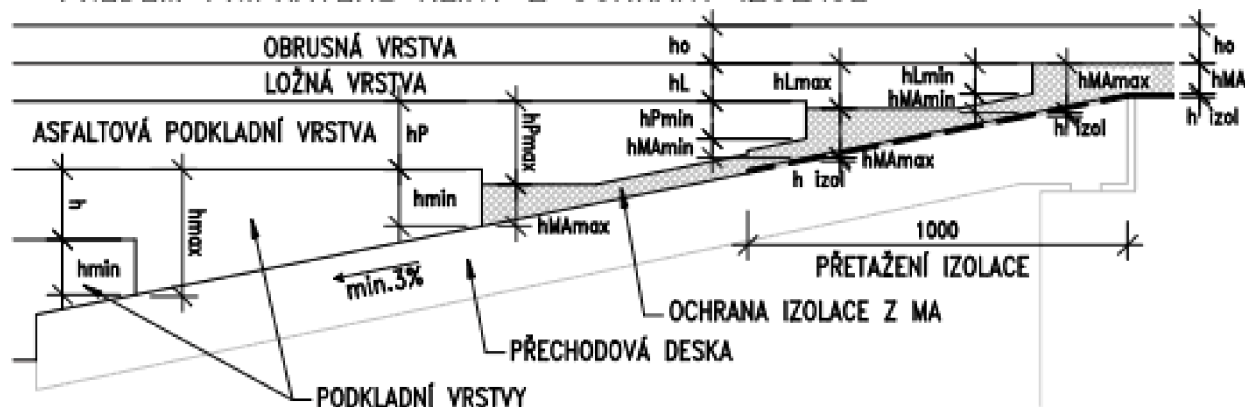 OBRUSNÁ VRSTVA
ho
ho
LOŽNÁ VRSTVA
hL
hLmax
hLmin
hMAmin
hMAmax
hMA
ASFALTOVÁ PODKLADNÍ VRSTVA
hP
hPmax
hPmin
hMAmin
h izol
h izol
hMAmax
h izol
h
hmax
hmin
hMAmax
hmin
min.3%
1000
PŘETAŽENÍ IZOLACE
OCHRANA IZOLACE Z MA
PŘECHODOVÁ DESKA
PODKLADNÍ VRSTVY